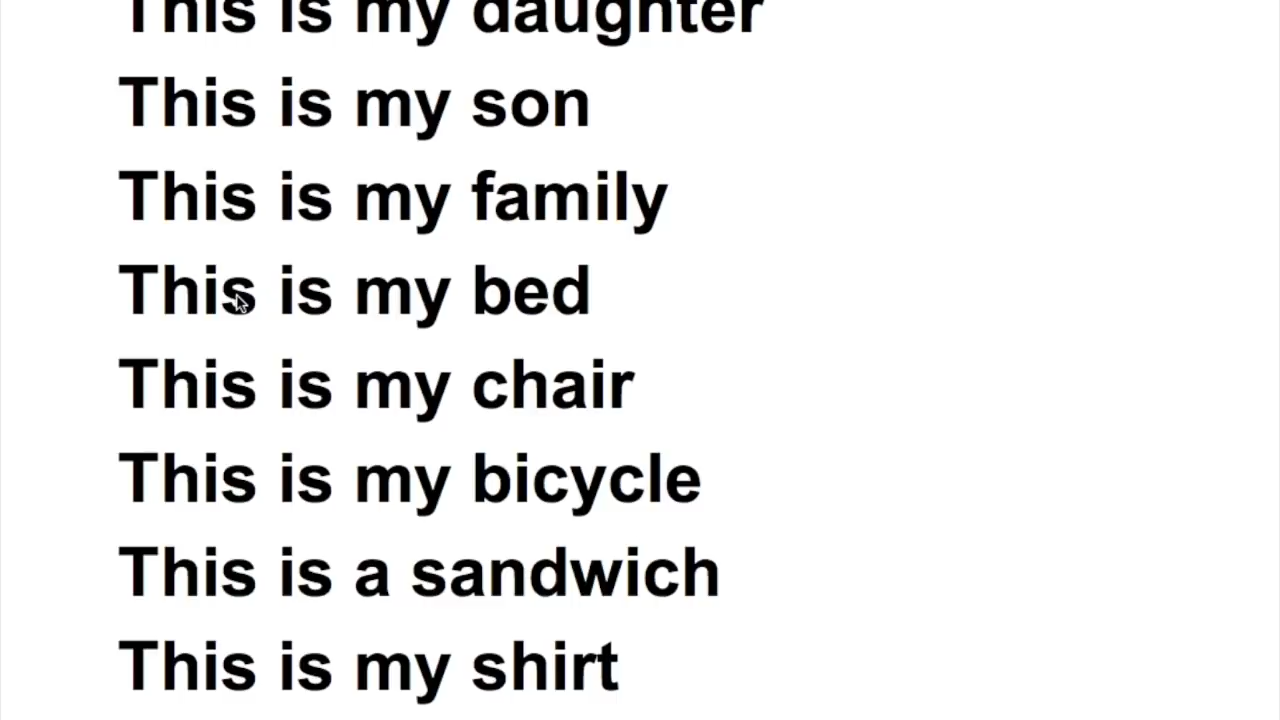 This is my daughter
This is my son
This is my family
This is my bed
This is my chair
This is my bicycle
This is a sandwich
This is my shirt